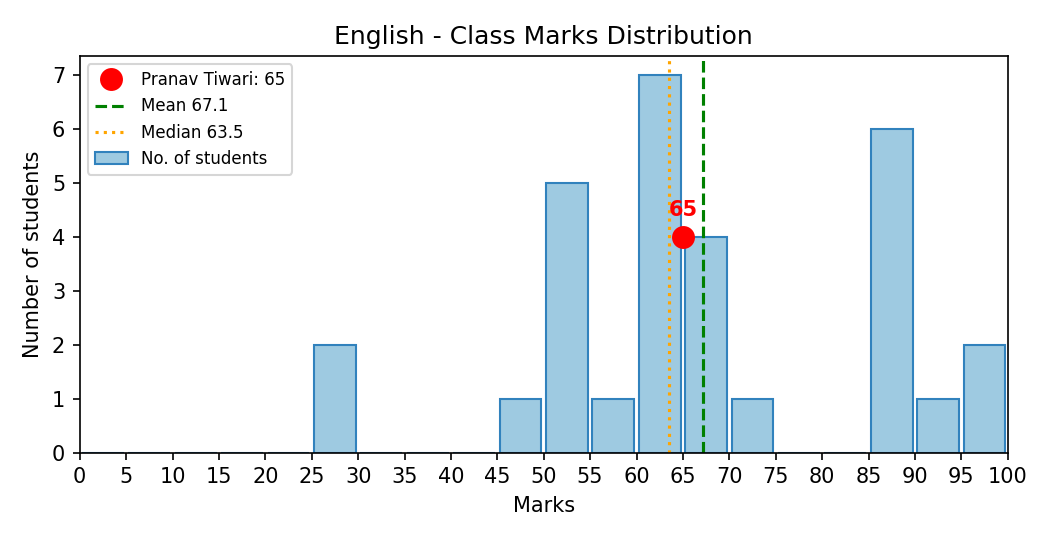 English - Class Marks Distribution
Pranav Tiwari: 65
Mean 67.1
Median 63.5
No. of students
Number of students
7
6
5
4
3
2
1
0
65
0 5 10 15 20 25 30 35 40 45 50 55 60 65 70 75 80 85 90 95 100
Marks